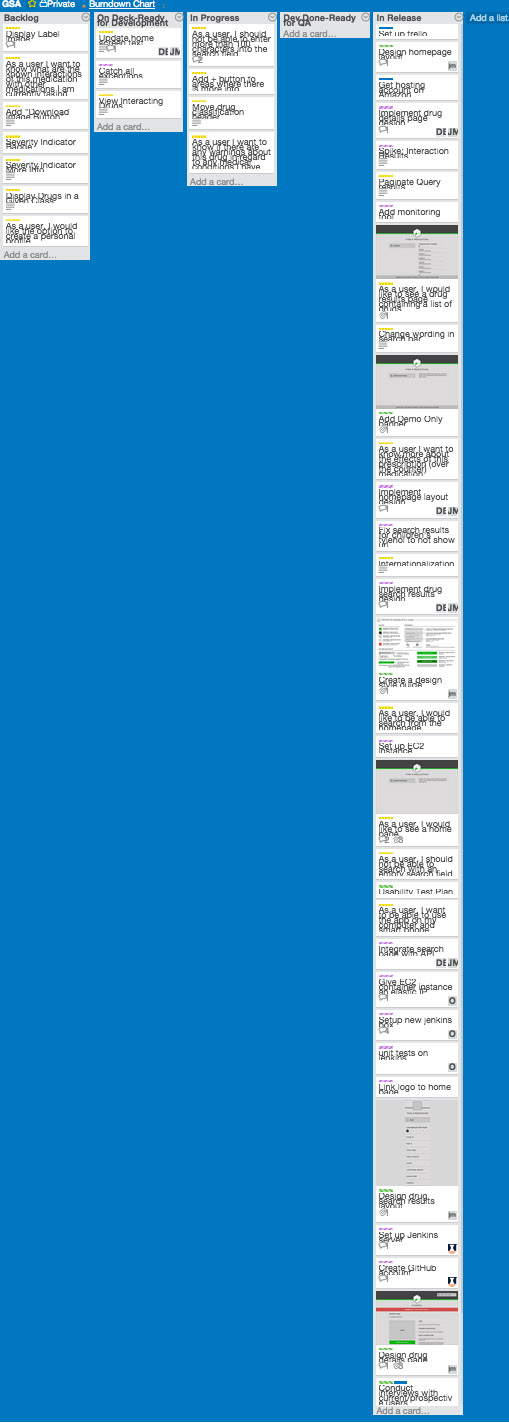 GSA
Private
Burndown Chart
Backlog
Display Label
Image
As a user I want to
know what are the
known interactions
of this medication
with other
medications I am
currently taking
Add "Download
Image Button"
Severity Indicator
Badge
Severity Indicator
More Info
Display Drugs in a
Given Class
As a user, I would
like the option to
create a personal
profile
Add a card…
On Deck-Ready
for Development
Update home
screen text
DE JM
Catch all
exceptions
View Interacting
Drugs
Add a card…
In Progress
As a user, I should
not be able to enter
more than 100
characters into the
search field
2
Add + button to
areas where there
is more info
Move drug
classification
header
As a user I want to
know if there are
any warnings about
this drug in regard
to any medical
conditions I have
Add a card…
Dev Done-Ready
for QA
Add a card…
In Release
Set up trello
Design homepage
layout
jm
Get hosting
account on
Amazon
Implement drug
details page
design
DE JM
Spike: Interaction
Results
Paginate Query
results
Add monitoring
tool
As a user, I would
like to see a drug
results page
containing a list of
drugs
Change wording in
search bar
Add Demo Only
banner
As a user I want to
know more about
the effects of this
prescription (over
the counter)
medication
Implement
homepage layout
design
DE JM
Fix search results
for children's
tylenol to not show
url
Internationalization
Implement drug
search results
design
DE JM
Create a design
style guide
jm
As a user, I would
like to be able to
search from the
homepage
Set up EC2
instance
As a user, I would
like to see a home
page
As a user, I should
not be able to
search with an
empty search field
Usability Test Plan
As a user, I want
to be able to use
the app on my
computer and
smart phone
Integrate search
page with API
DE JM
Give EC2
container instance
an elastic IP
O
Setup new jenkins
box
O
unit tests on
jenkins
O
Link logo to home
page
Design drug
search results
layout
jm
Set up Jenkins
server
Create GitHub
account
Design drug
details page
jm
Conduct
interviews with
current/prospectiv
e users
Add a card…
Add a list